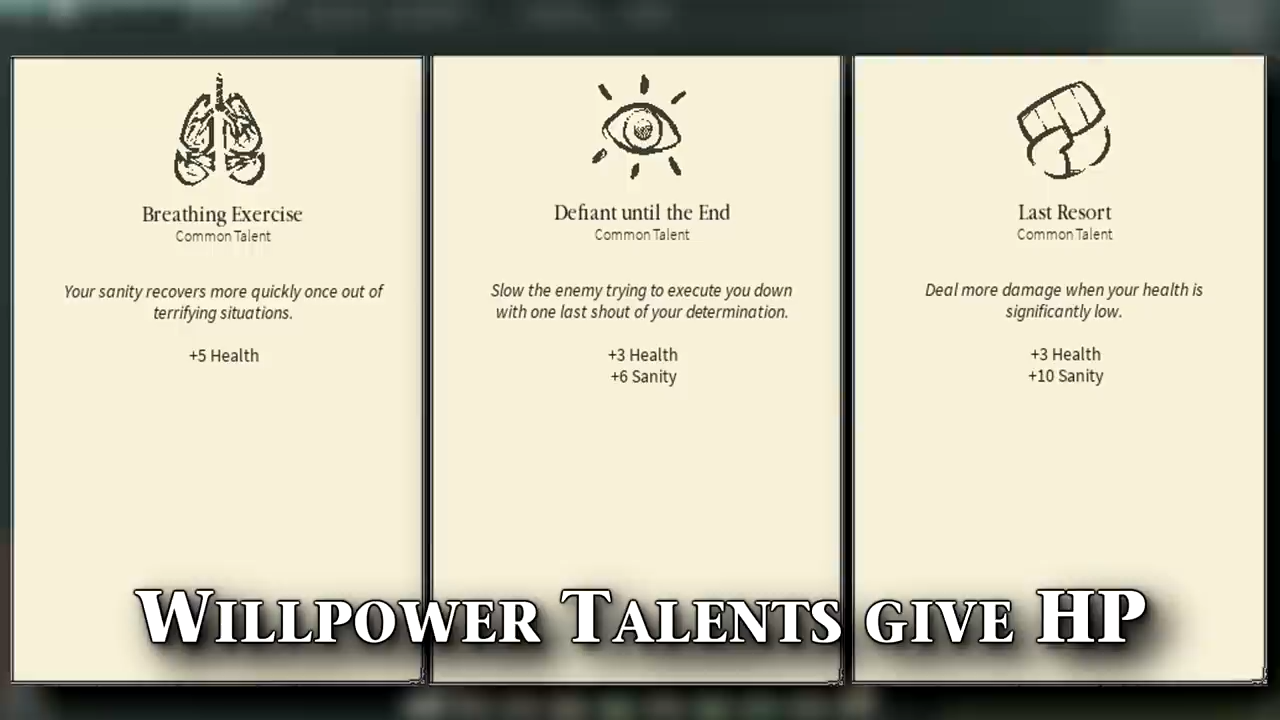 Breathing Exercise
Common Talent
Your sanity recovers more quickly once out of
terrifying situations.
+5 Health
Defiant until the End
Common Talent
Slow the enemy trying to execute you down
with one last shout of your determination.
+3 Health
+6 Sanity
Last Resort
Common Talent
Deal more damage when your health is
significantly low.
+3 Health
+10 Sanity
Willpower Talents give HP